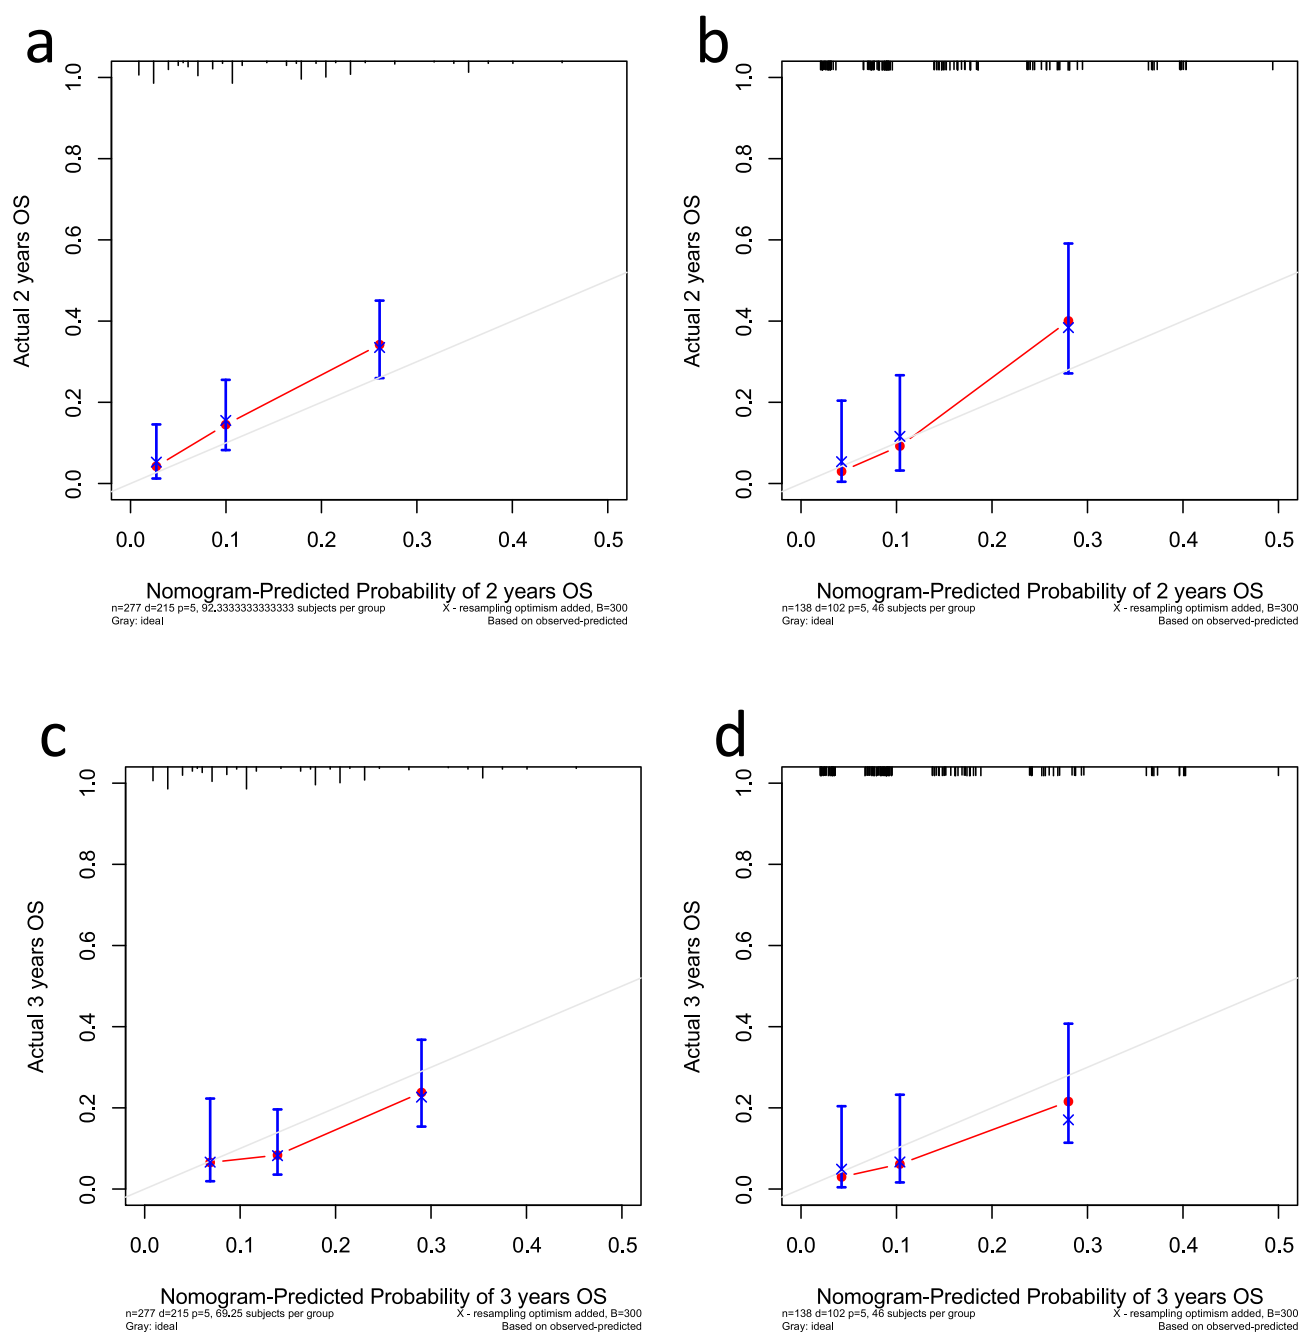 a
1.0
0.8
0.6
0.4
0.2
0.0
Actual 2 years OS
0.0 0.1 0.2 0.3 0.4 0.5
Nomogram-Predicted Probability of 2 years OS
n=277 d=215 p=5, 92.3333333333333 subjects per group X - resampling optimism added, B=300
Gray: ideal Based on observed-predicted
b
1.0
0.8
0.6
0.4
0.2
0.0
Actual 2 years OS
0.0 0.1 0.2 0.3 0.4 0.5
Nomogram-Predicted Probability of 2 years OS
n=138 d=102 p=5, 46 subjects per group X - resampling optimism added, B=300
Gray: ideal Based on observed-predicted
c
1.0
0.8
0.6
0.4
0.2
0.0
Actual 3 years OS
0.0 0.1 0.2 0.3 0.4 0.5
Nomogram-Predicted Probability of 3 years OS
n=277 d=215 p=5, 69.25 subjects per group X - resampling optimism added, B=300
Gray: ideal Based on observed-predicted
d
1.0
0.8
0.6
0.4
0.2
0.0
Actual 3 years OS
0.0 0.1 0.2 0.3 0.4 0.5
Nomogram-Predicted Probability of 3 years OS
n=138 d=102 p=5, 46 subjects per group X - resampling optimism added, B=300
Gray: ideal Based on observed-predicted